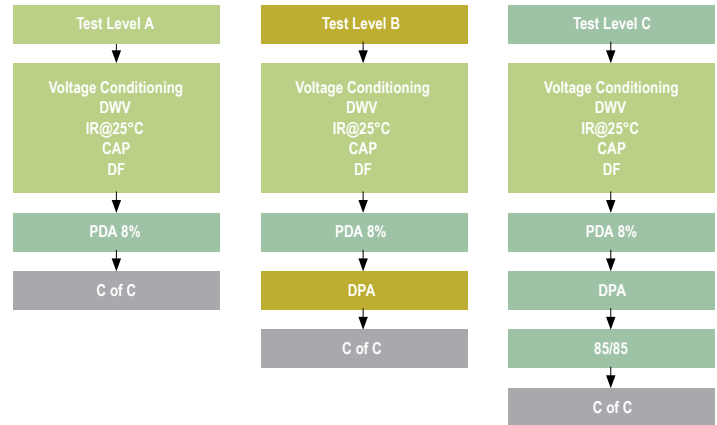 Test Level A
Voltage Conditioning
DWV
IR@25°C
CAP
DF
PDA 8%
C of C
Test Level B
Voltage Conditioning
DWV
IR@25°C
CAP
DF
PDA 8%
DPA
C of C
Test Level C
Voltage Conditioning
DWV
IR@25°C
CAP
DF
PDA 8%
DPA
85/85
C of C